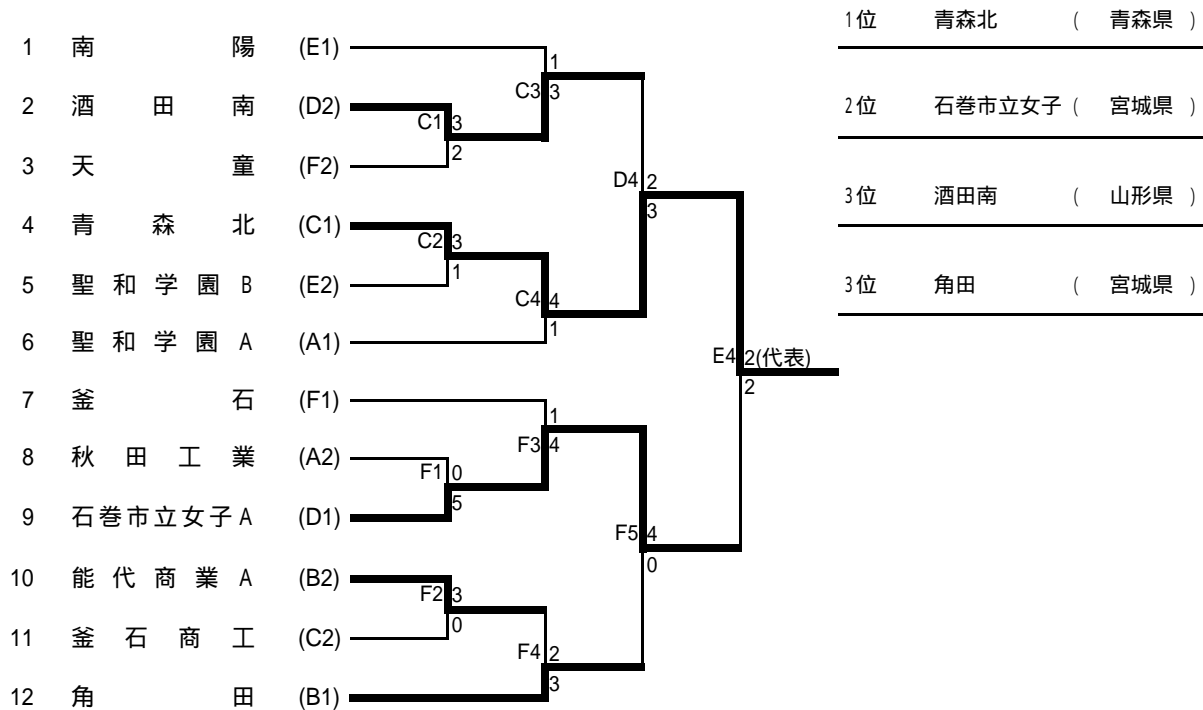 1位 青森北 ( 青森県 )
1 南陽 (E1)
1
C3 3
2 酒田南 (D2)
2位 石巻市立女子 ( 宮城県 )
C1 3
2
3 天童 (F2)
D4 2
3
3位 酒田南 ( 山形県 )
4 青森北 (C1)
C2 3
1
5 聖和学園B (E2)
3位 角田 ( 宮城県 )
C4 4
1
6 聖和学園A (A1)
E4 2(代表)
2
7 釜石 (F1)
1
F3 4
8 秋田工業 (A2)
F1 0
5
9 石巻市立女子A (D1)
F5 4
0
10 能代商業A (B2)
F2 3
0
11 釜石商工 (C2)
F4 2
3
12 角田 (B1)